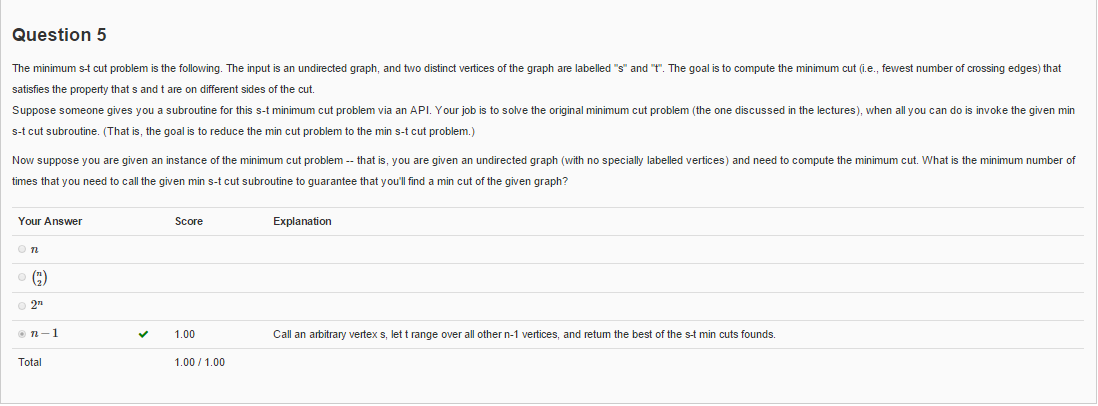 Question 5
The minimum s-t cut problem is the following. The input is an undirected graph, and two distinct vertices of the graph are labelled "s" and "t". The goal is to compute the minimum cut (i.e., fewest number of crossing edges) that
satisfies the property that s and t are on different sides of the cut.
Suppose someone gives you a subroutine for this s-t minimum cut problem via an API. Your job is to solve the original minimum cut problem (the one discussed in the lectures), when all you can do is invoke the given min
s-t cut subroutine. (That is, the goal is to reduce the min cut problem to the min s-t cut problem.)
Now suppose you are given an instance of the minimum cut problem -- that is, you are given an undirected graph (with no specially labelled vertices) and need to compute the minimum cut. What is the minimum number of
times that you need to call the given min s-t cut subroutine to guarantee that you'll find a min cut of the given graph?
Your Answer Score Explanation
n
(n 2)
2ⁿ
n − 1 ✔ 1.00 Call an arbitrary vertex s, let t range over all other n-1 vertices, and return the best of the s-t min cuts founds.
Total 1.00 / 1.00